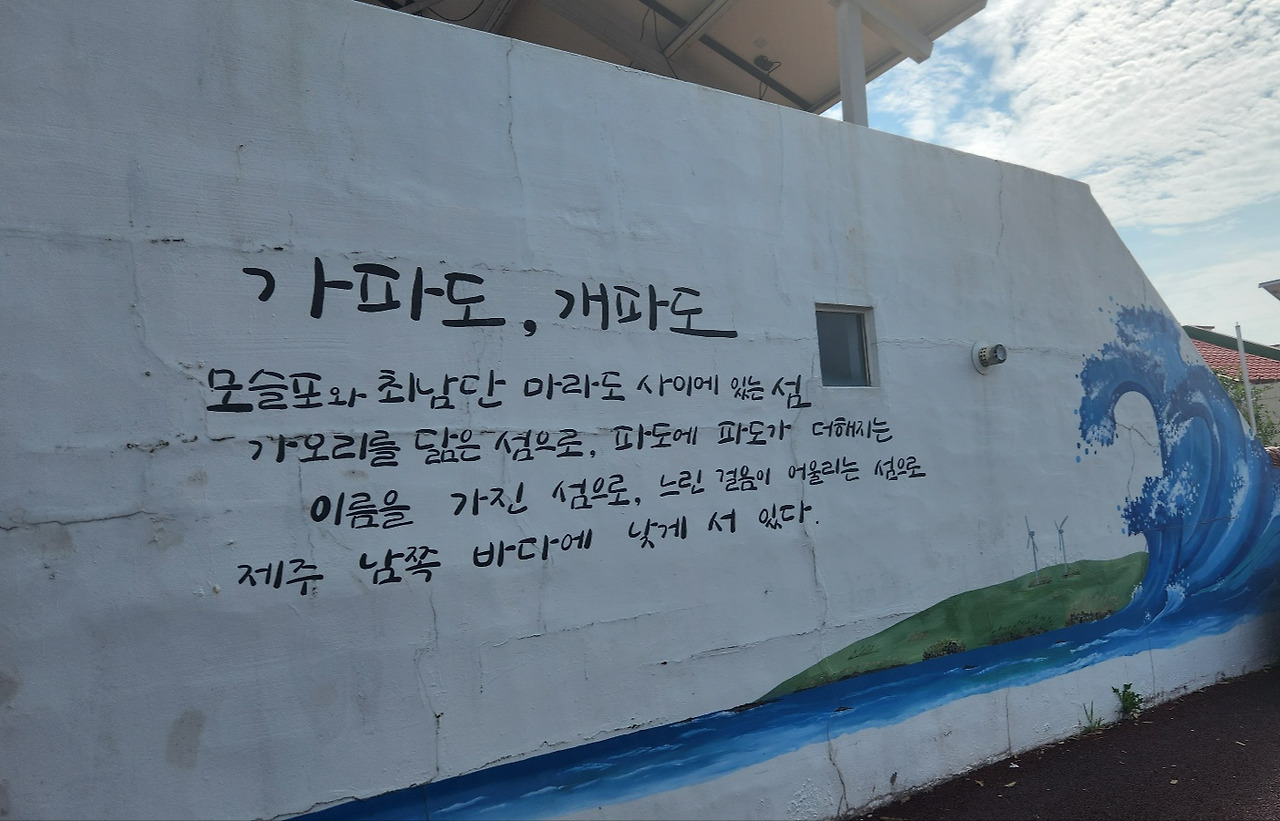 가파도, 개파도
모슬포와 최남단 마라도 사이에 있는 섬
가오리를 닮은 섬으로, 파도에 파도가 더해지는
이름을 가진 섬으로, 느린 걸음이 어울리는 섬으로
제주 남쪽 바다에 낮게 서 있다.